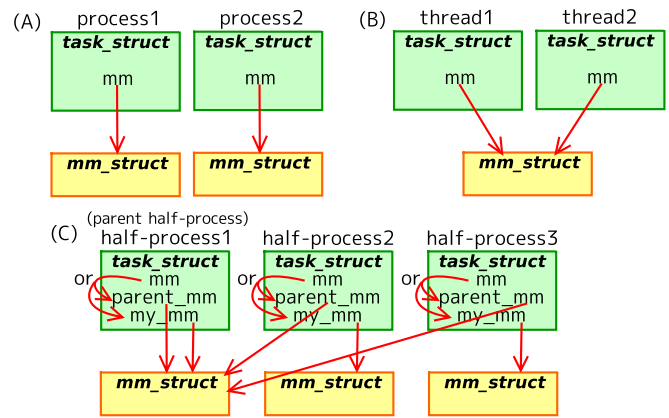 (A) process1 process2
task_struct task_struct
mm mm
mm_struct mm_struct
(B) thread1 thread2
task_struct task_struct
mm mm
mm_struct
(parent half-process)
(C) half-process1 half-process2 half-process3
task_struct task_struct task_struct
or mm or mm or mm
parent_mm parent_mm parent_mm
my_mm my_mm my_mm
mm_struct mm_struct mm_struct